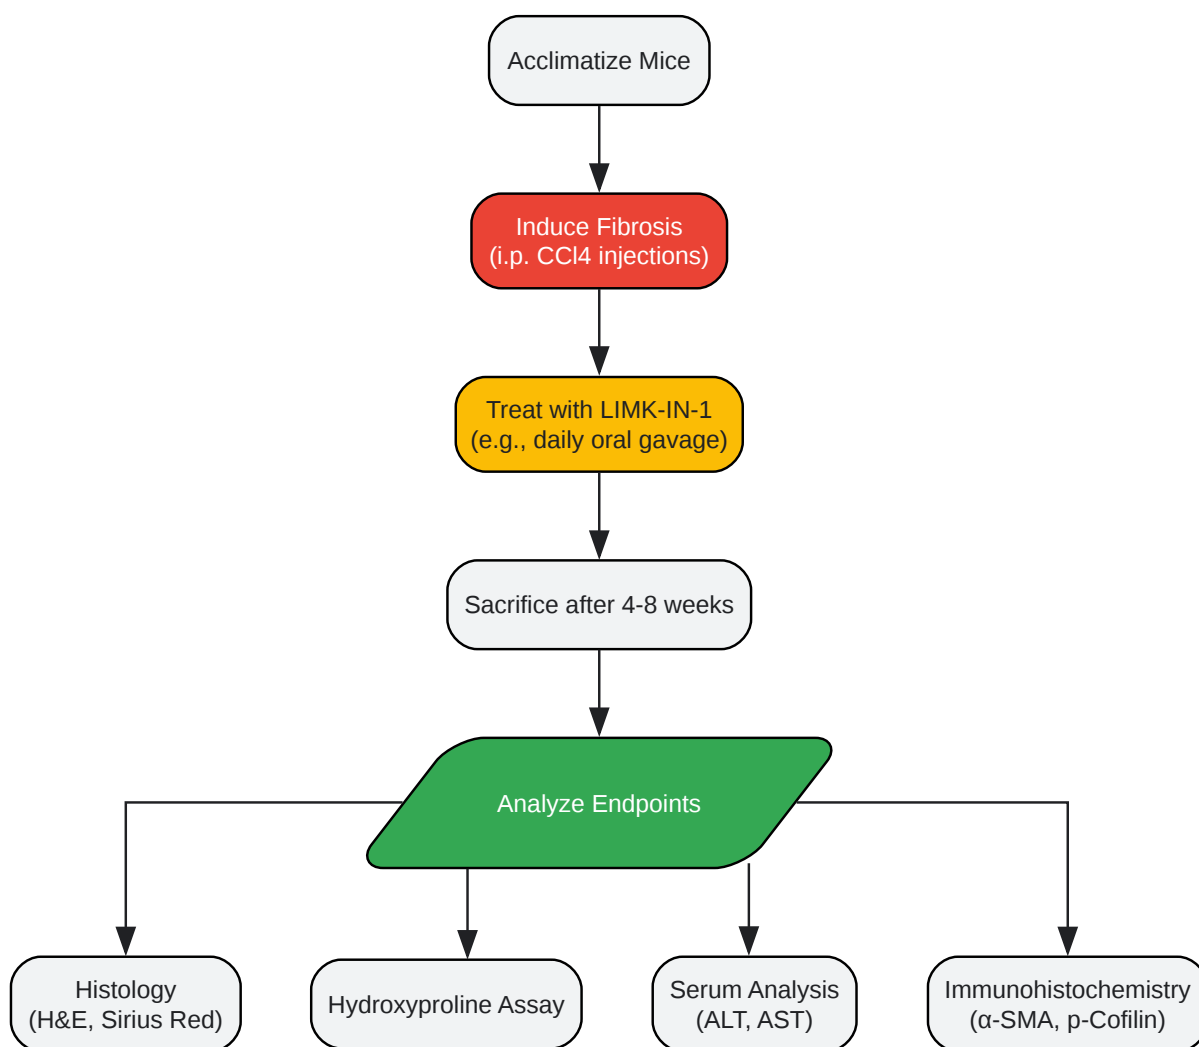 Acclimatize Mice
Induce Fibrosis
(i.p. CCl4 injections)
Treat with LIMK-IN-1
(e.g., daily oral gavage)
Sacrifice after 4-8 weeks
Analyze Endpoints
Histology
(H&E, Sirius Red)
Hydroxyproline Assay
Serum Analysis
(ALT, AST)
Immunohistochemistry
(α-SMA, p-Cofilin)